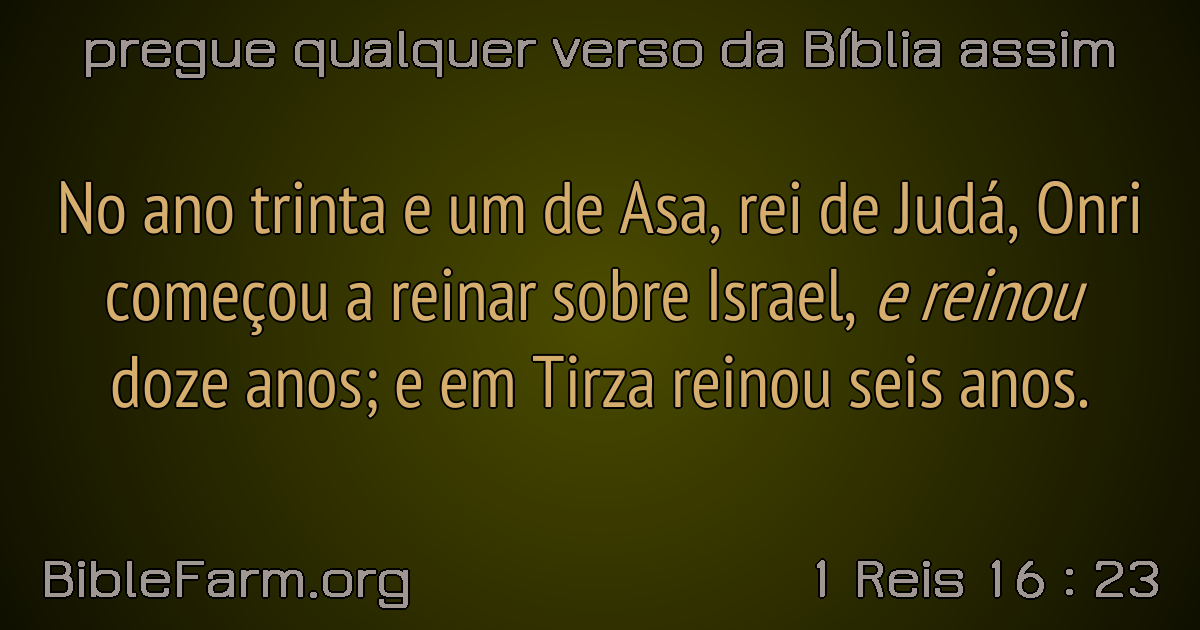 pregue qualquer verso da Bíblia assim
No ano trinta e um de Asa, rei de Judá, Onri
começou a reinar sobre Israel, e reinou
doze anos; e em Tirza reinou seis anos.
BibleFarm.org
1 Reis 16 : 23